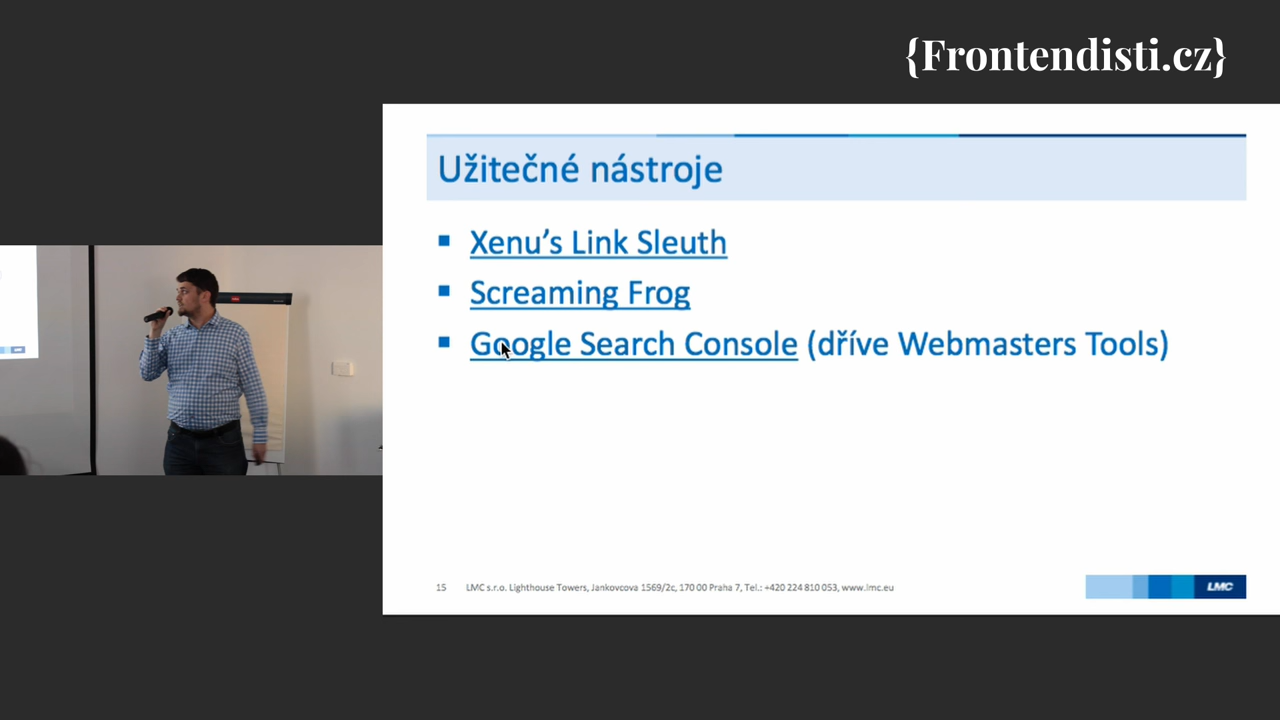 {Frontendisti.cz}
Užitečné nástroje
Xenu’s Link Sleuth
Screaming Frog
Google Search Console (dříve Webmasters Tools)
15 LMC s.r.o. Lighthouse Towers, Jankovcova 1569/2c, 170 00 Praha 7, Tel.: +420 224 810 053, www.lmc.eu
LMC